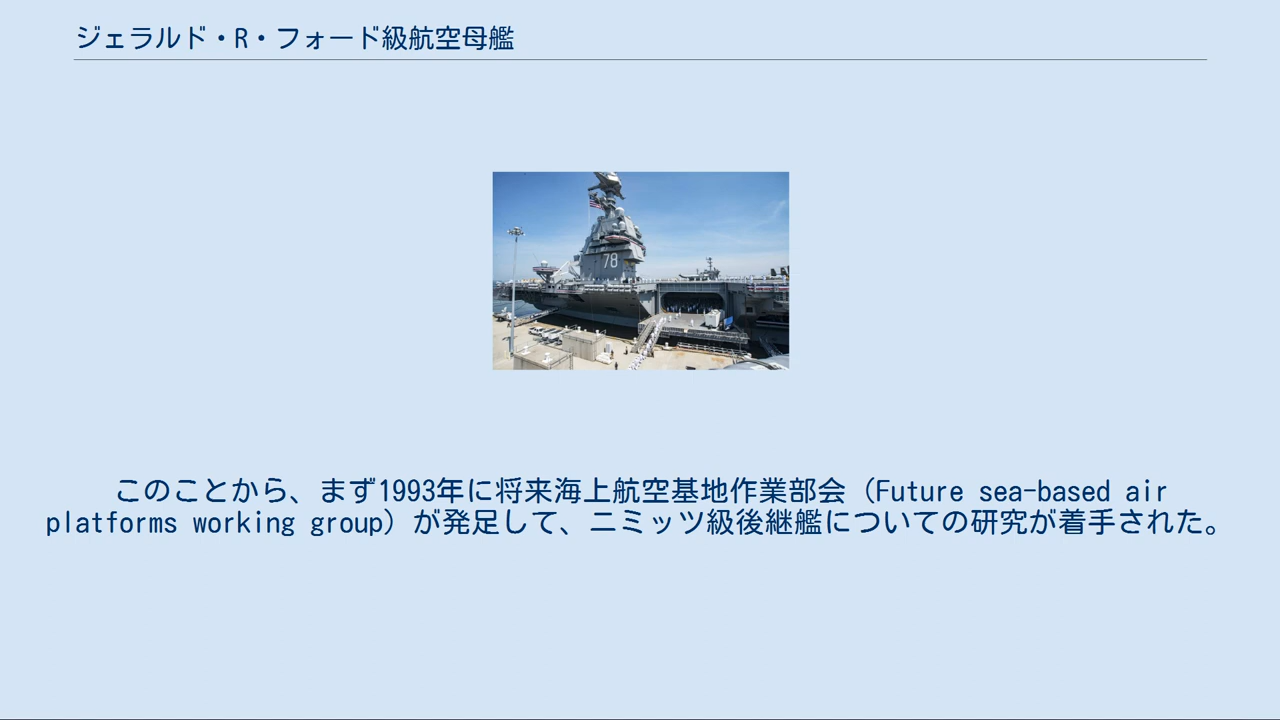 ジェラルド・R・フォード級航空母艦
78
このことから、まず1993年に将来海上航空基地作業部会（Future sea-based air
platforms working group）が発足して、ニミッツ級後継艦についての研究が着手された。